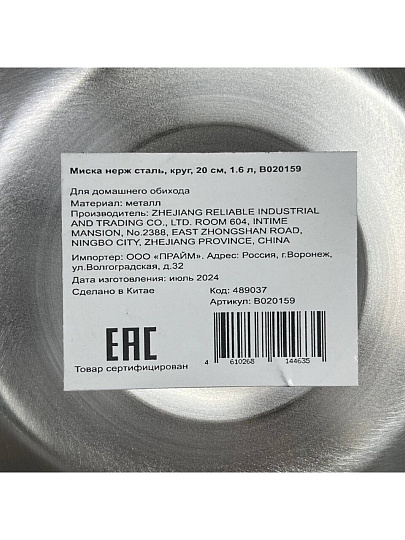 Миска нерж сталь, круг, 20 см, 1.6 л, B020159
Для домашнего обихода
Материал: металл
Производитель: ZHEJIANG RELIABLE INDUSTRIAL
AND TRADING CO., LTD. ROOM 604, INTIME
MANSION, No.2388, EAST ZHONGSHAN ROAD,
NINGBO CITY, ZHEJIANG PROVINCE, CHINA
Импортер: ООО «ПРАЙМ». Адрес: Россия, г.Воронеж,
ул.Волгоградская, д.32
Дата изготовления: июль 2024
Сделано в Китае Код: 489037
Артикул: B020159
EAC
Товар сертифицирован
4 610268 144635